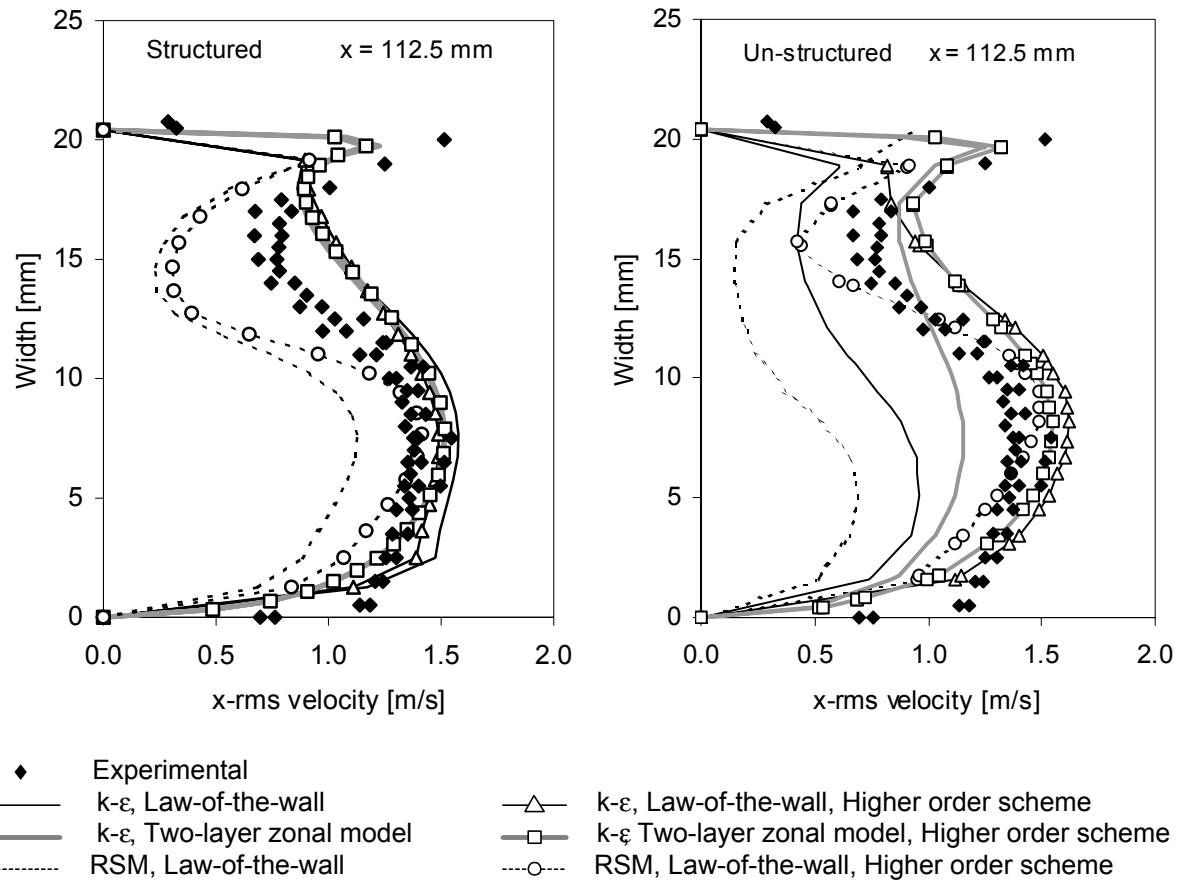 25
Structured x = 112.5 mm
20
15
10
5
0
Width [mm]
0.0 0.5 1.0 1.5 2.0
x-rms velocity [m/s]
25
Un-structured x = 112.5 mm
20
15
10
5
0
Width [mm]
0.0 0.5 1.0 1.5 2.0
x-rms velocity [m/s]
Experimental
k-ε, Law-of-the-wall
k-ε, Two-layer zonal model
RSM, Law-of-the-wall
k-ε, Law-of-the-wall, Higher order scheme
k-ε, Two-layer zonal model, Higher order scheme
RSM, Law-of-the-wall, Higher order scheme